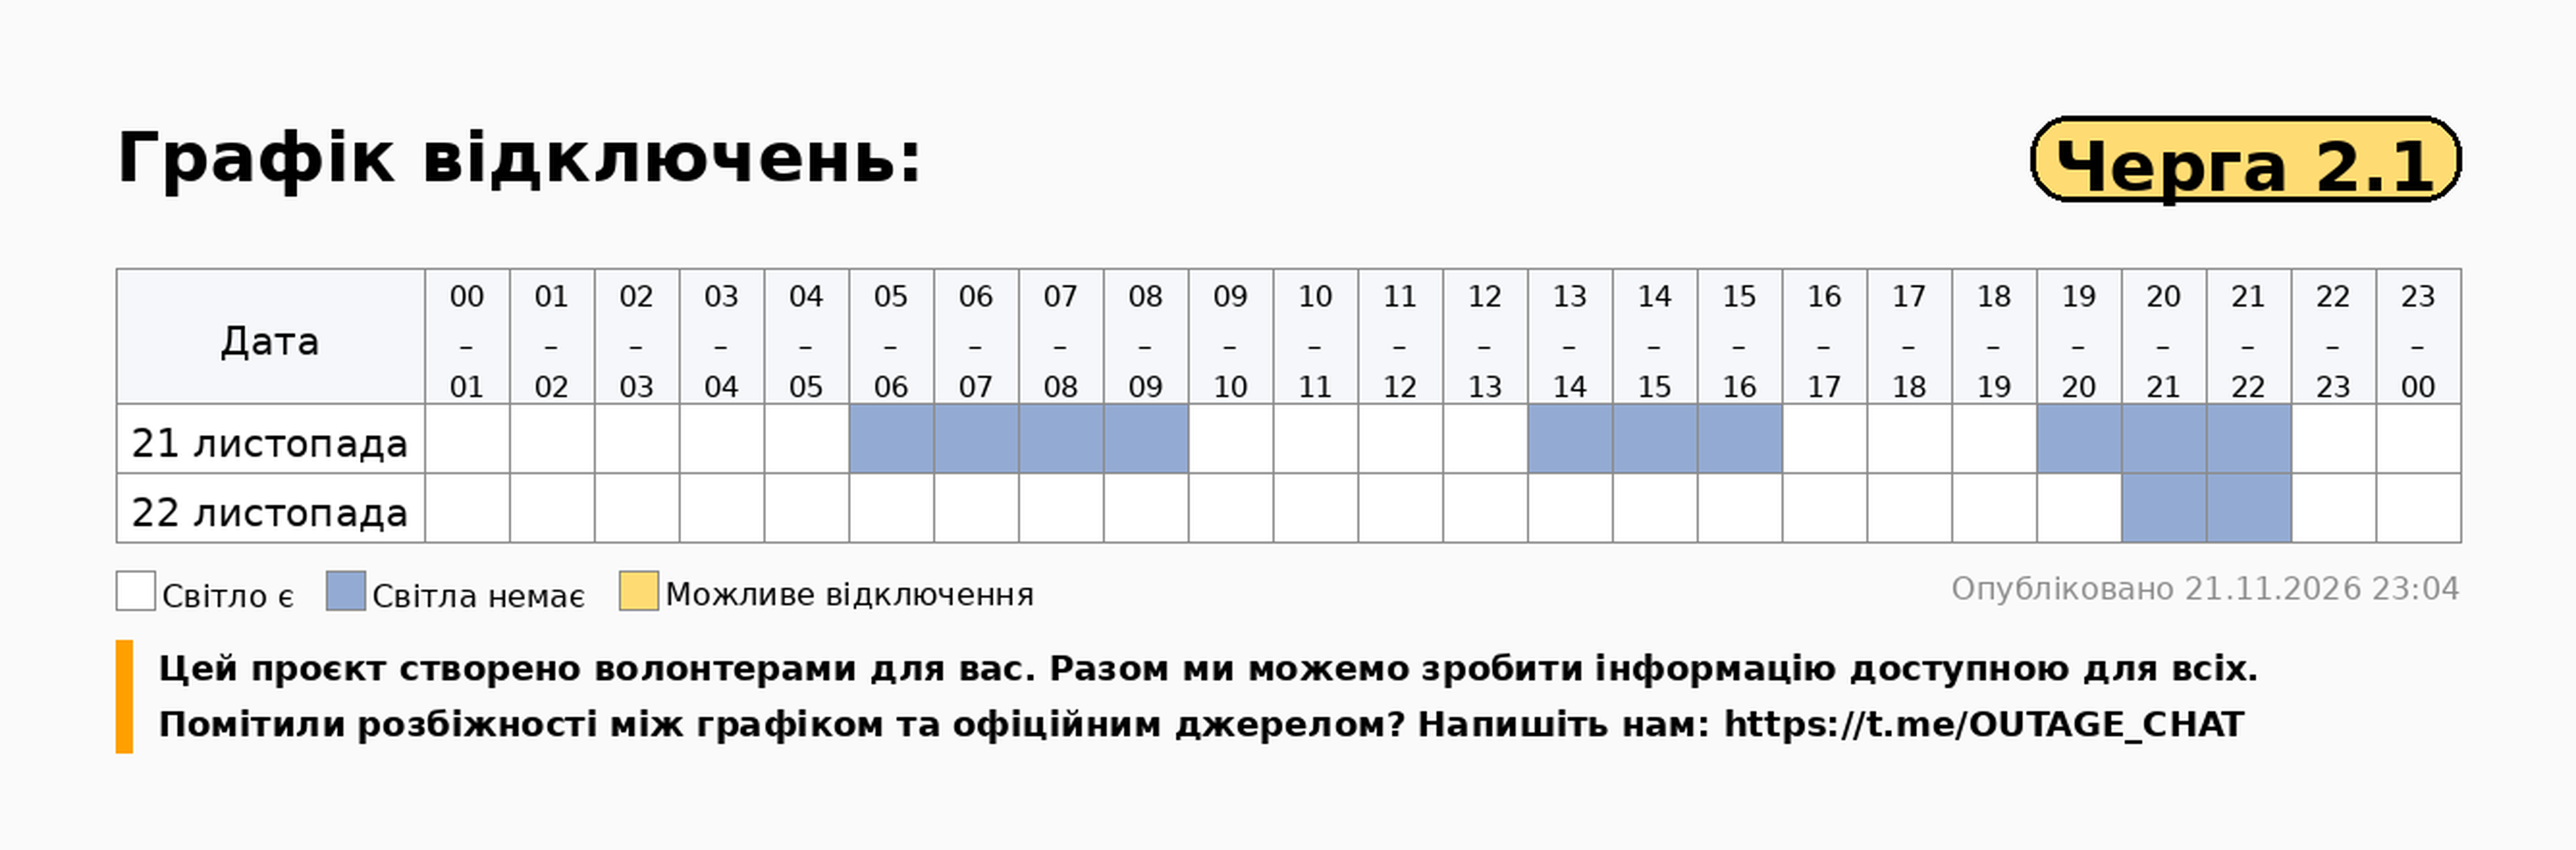 Графік відключень:
Черга 2.1
Дата
00 – 01
01 – 02
02 – 03
03 – 04
04 – 05
05 – 06
06 – 07
07 – 08
08 – 09
09 – 10
10 – 11
11 – 12
12 – 13
13 – 14
14 – 15
15 – 16
16 – 17
17 – 18
18 – 19
19 – 20
20 – 21
21 – 22
22 – 23
23 – 00
21 листопада
22 листопада
Світло є
Світла немає
Можливе відключення
Опубліковано 21.11.2026 23:04
Цей проєкт створено волонтерами для вас. Разом ми можемо зробити інформацію доступною для всіх.
Помітили розбіжності між графіком та офіційним джерелом? Напишіть нам: https://t.me/OUTAGE_CHAT